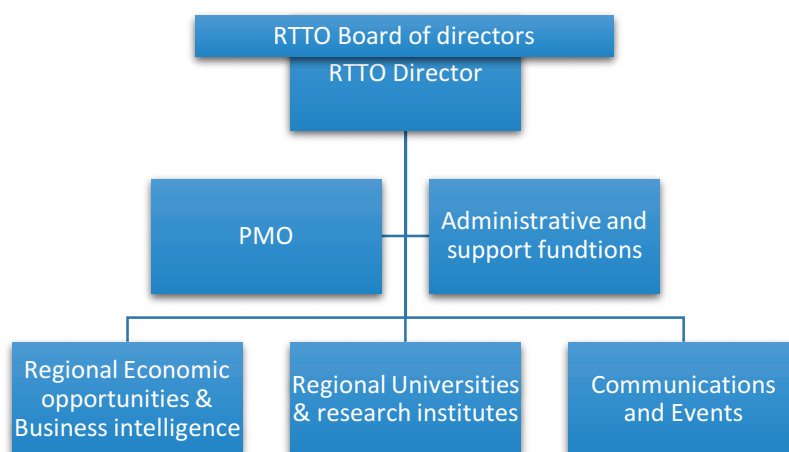 RTTO Board of directors
RTTO Director
PMO
Administrative and
support fundtions
Regional Economic
opportunities &
Business intelligence
Regional Universities
& research institutes
Communications
and Events